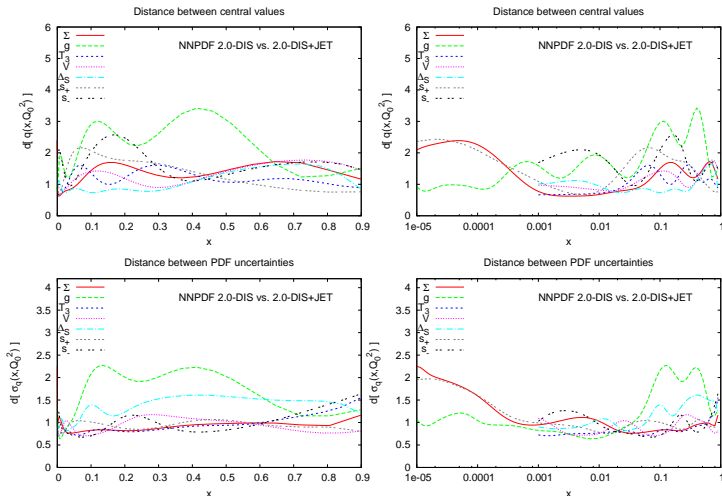 Distance between central values
NNPDF 2.0-DIS vs. 2.0-DIS+JET
Σ
g
T3
V
ΔS
s+
s-
d[ q(x,Q0^2) ]
6
5
4
3
2
1
0
0 0.1 0.2 0.3 0.4 0.5 0.6 0.7 0.8 0.9
x
Distance between central values
NNPDF 2.0-DIS vs. 2.0-DIS+JET
Σ
g
T3
V
ΔS
s+
s-
d[ q(x,Q0^2) ]
6
5
4
3
2
1
0
1e-05 0.0001 0.001 0.01 0.1 1
x
Distance between PDF uncertainties
NNPDF 2.0-DIS vs. 2.0-DIS+JET
Σ
g
T3
V
ΔS
s+
s-
d[ σq(x,Q0^2) ]
4
3.5
3
2.5
2
1.5
1
0.5
0
0 0.1 0.2 0.3 0.4 0.5 0.6 0.7 0.8 0.9
x
Distance between PDF uncertainties
NNPDF 2.0-DIS vs. 2.0-DIS+JET
Σ
g
T3
V
ΔS
s+
s-
d[ σq(x,Q0^2) ]
4
3.5
3
2.5
2
1.5
1
0.5
0
1e-05 0.0001 0.001 0.01 0.1 1
x